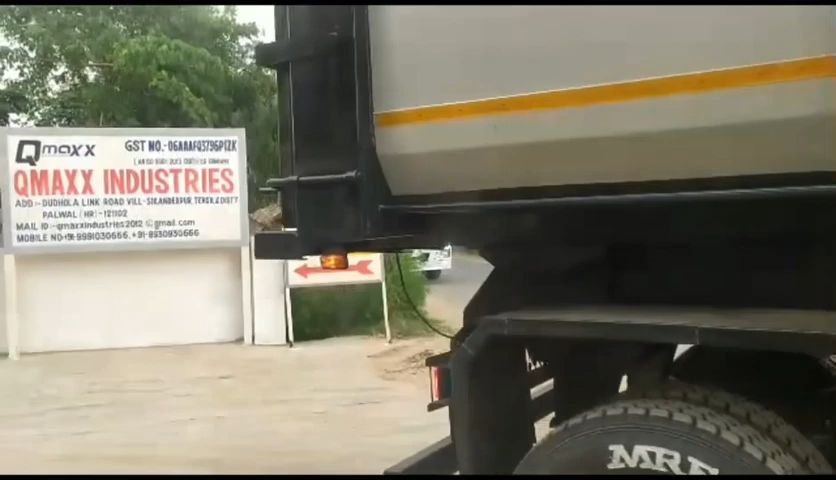 Qmaxx
GST NO.:-06AAAFQ3796P1ZK
QMAXX INDUSTRIES
ADD :- DUDHOLA LINK ROAD VILL-SIKANDERPUR, TEHSIL & DISTT
PALWAL (HR) -121102
MAIL ID :-qmaxxindustries2012@gmail.com
MOBILE NO.+91-9991030666, +91-8930930666
MRF